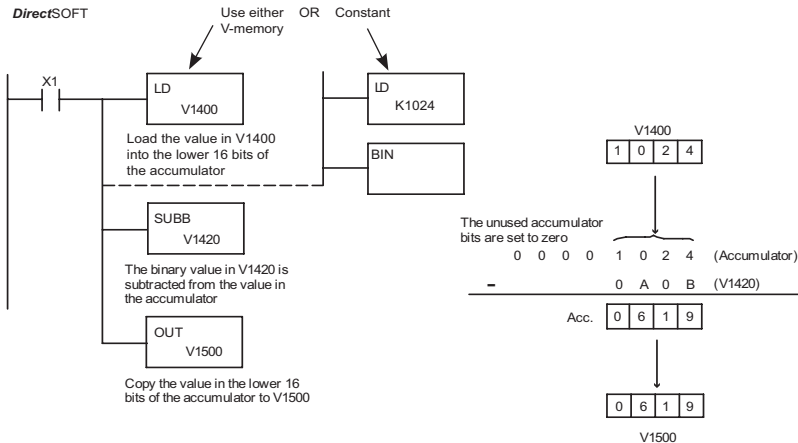 DirectSOFT
Use either OR Constant
V-memory
X1
LD
V1400
Load the value in V1400
into the lower 16 bits of
the accumulator
LD
K1024
BIN
SUBB
V1420
The binary value in V1420 is
subtracted from the value in
the accumulator
OUT
V1500
Copy the value in the lower 16
bits of the accumulator to V1500
V1400
1 0 2 4
The unused accumulator
bits are set to zero
0 0 0 0 1 0 2 4 (Accumulator)
- 0 A 0 B (V1420)
Acc. 0 6 1 9
0 6 1 9
V1500